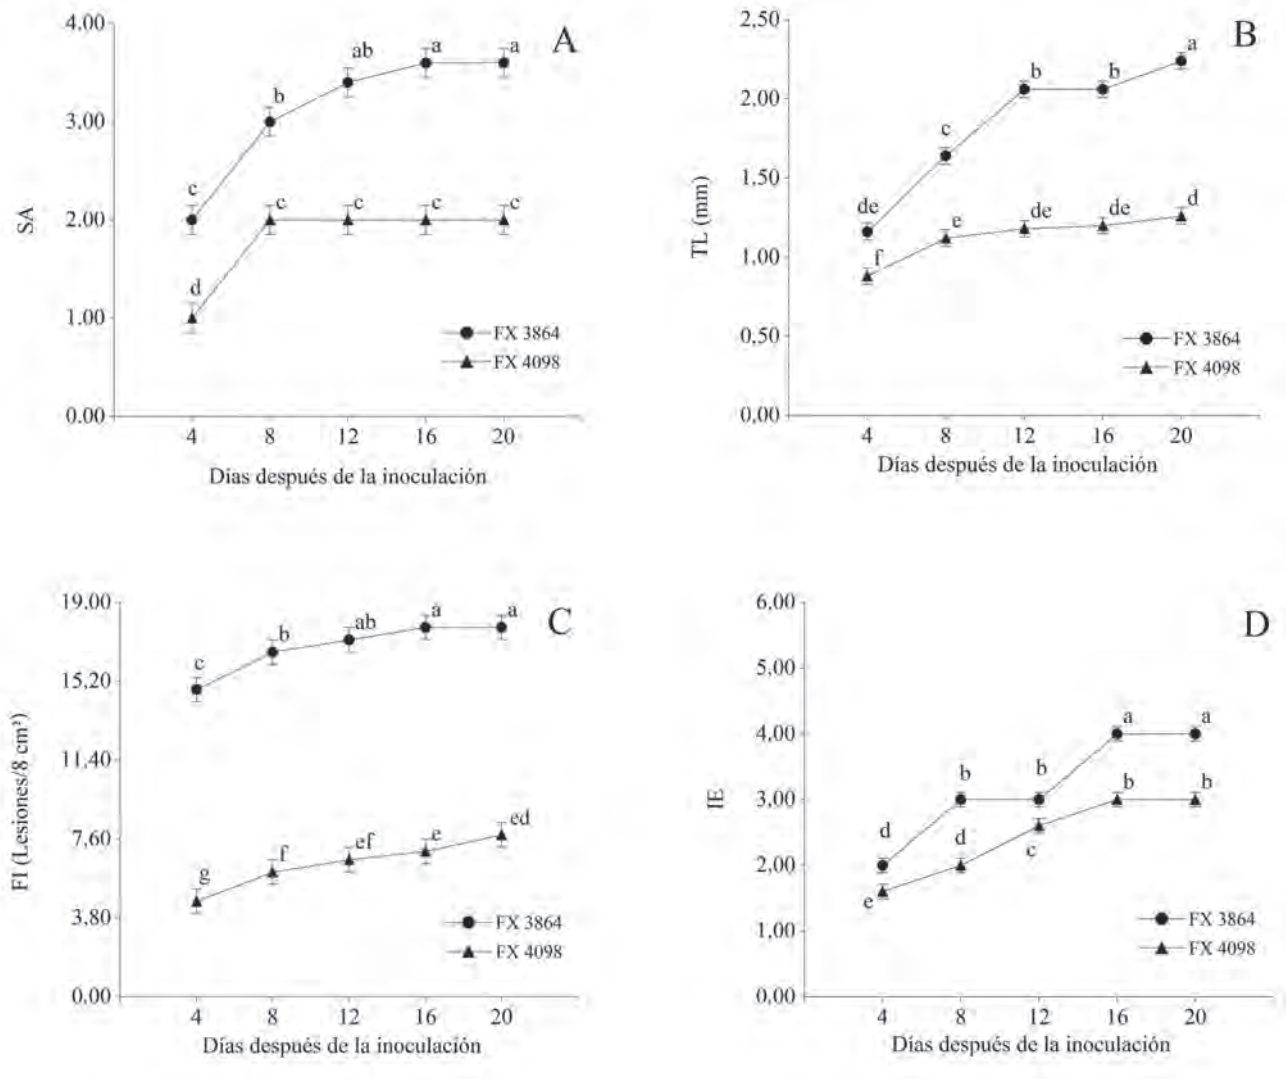 A
4.00
3.00
2.00
1.00
0.00
SA
c
b
ab
a
a
d
c
c
c
c
FX 3864
FX 4098
4 8 12 16 20
Días después de la inoculación
B
2,50
2,00
1,50
1,00
0,50
0,00
TL (mm)
de
c
b
b
a
f
e
de
de
d
FX 3864
FX 4098
4 8 12 16 20
Días después de la inoculación
C
19.00
15,20
11,40
7,60
3,80
0.00
FI (Lesiones/8 cm²)
c
b
ab
a
a
g
f
ef
e
ed
FX 3864
FX 4098
4 8 12 16 20
Días después de la inoculación
D
6,00
5,00
4,00
3,00
2,00
1,00
0,00
IE
d
b
b
a
a
e
d
c
b
b
FX 3864
FX 4098
4 8 12 16 20
Días después de la inoculación